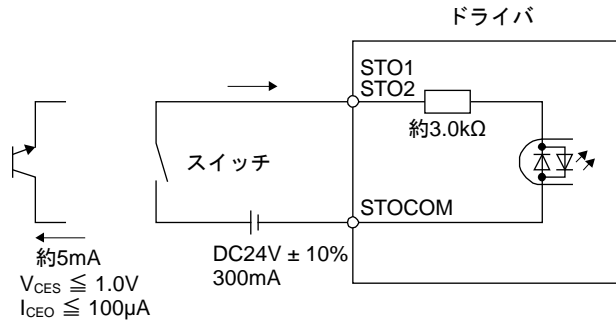 ドライバ
STO1
STO2
約3.0kΩ
スイッチ
STOCOM
約5mA
VCES ≦ 1.0V
ICEO ≦ 100µA
DC24V ± 10%
300mA